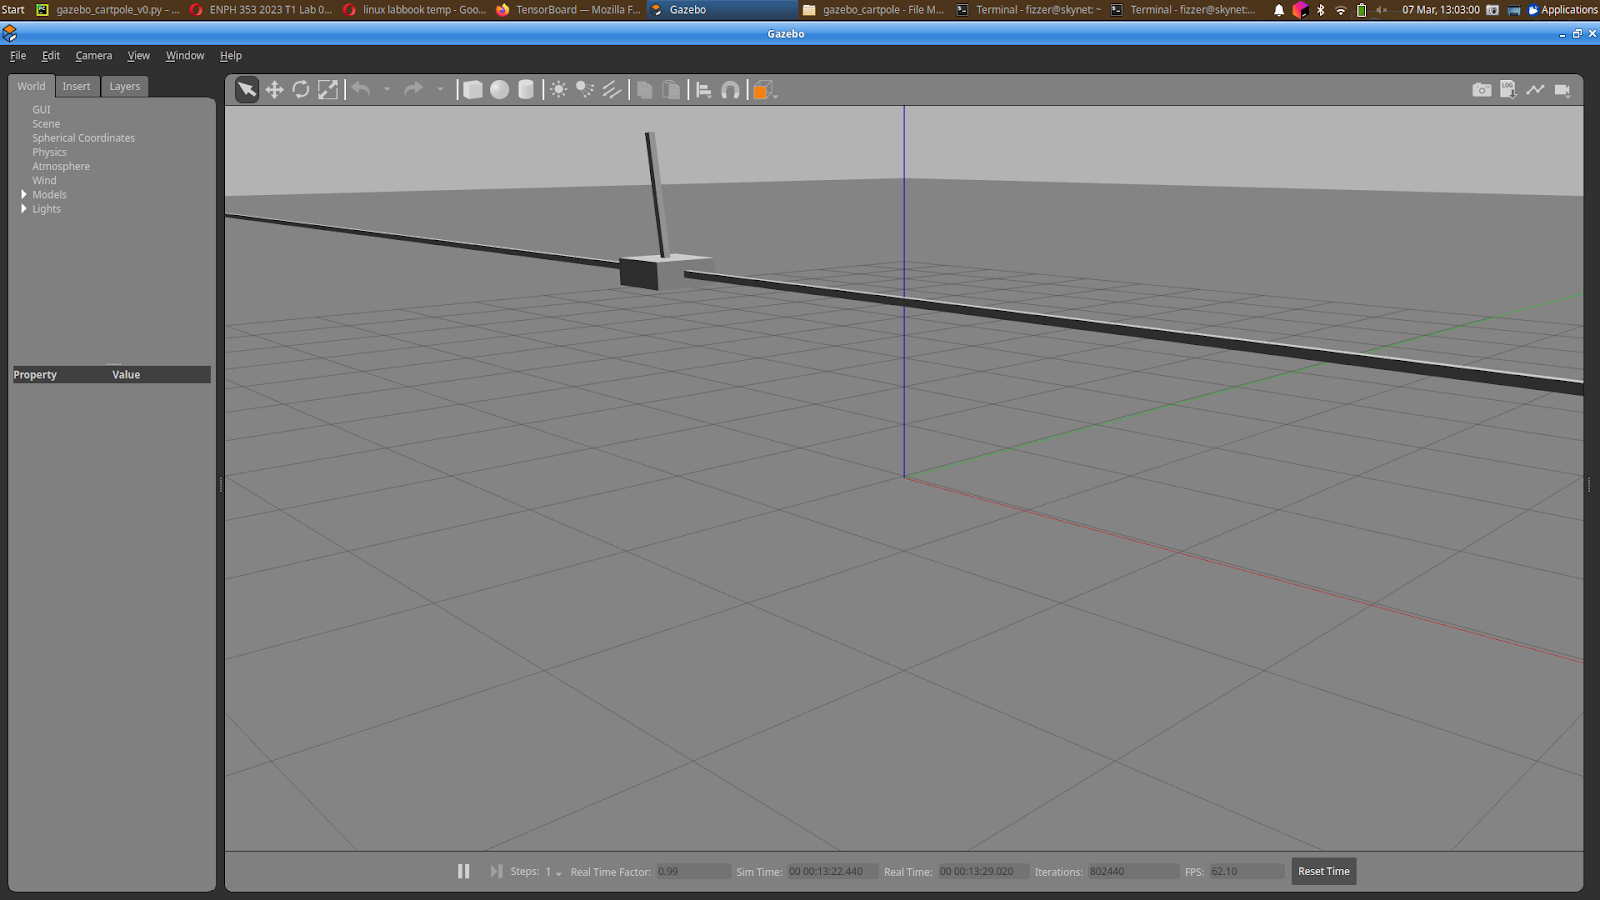 Start gazebo_cartpole_v0.py – ... ENPH 353 2023 T1 Lab 0... linux labbook temp - Goo... TensorBoard — Mozilla F... Gazebo gazebo_cartpole - File M... Terminal - fizzer@skynet: ~ Terminal - fizzer@skynet:... 07 Mar, 13:03:00 Applications
Gazebo
File Edit Camera View Window Help
World Insert Layers
GUI
Scene
Spherical Coordinates
Physics
Atmosphere
Wind
Models
Lights
Property Value
Steps: 1 Real Time Factor: 0.99 Sim Time: 00 00:13:22.440 Real Time: 00 00:13:29.020 Iterations: 802440 FPS: 62.10 Reset Time